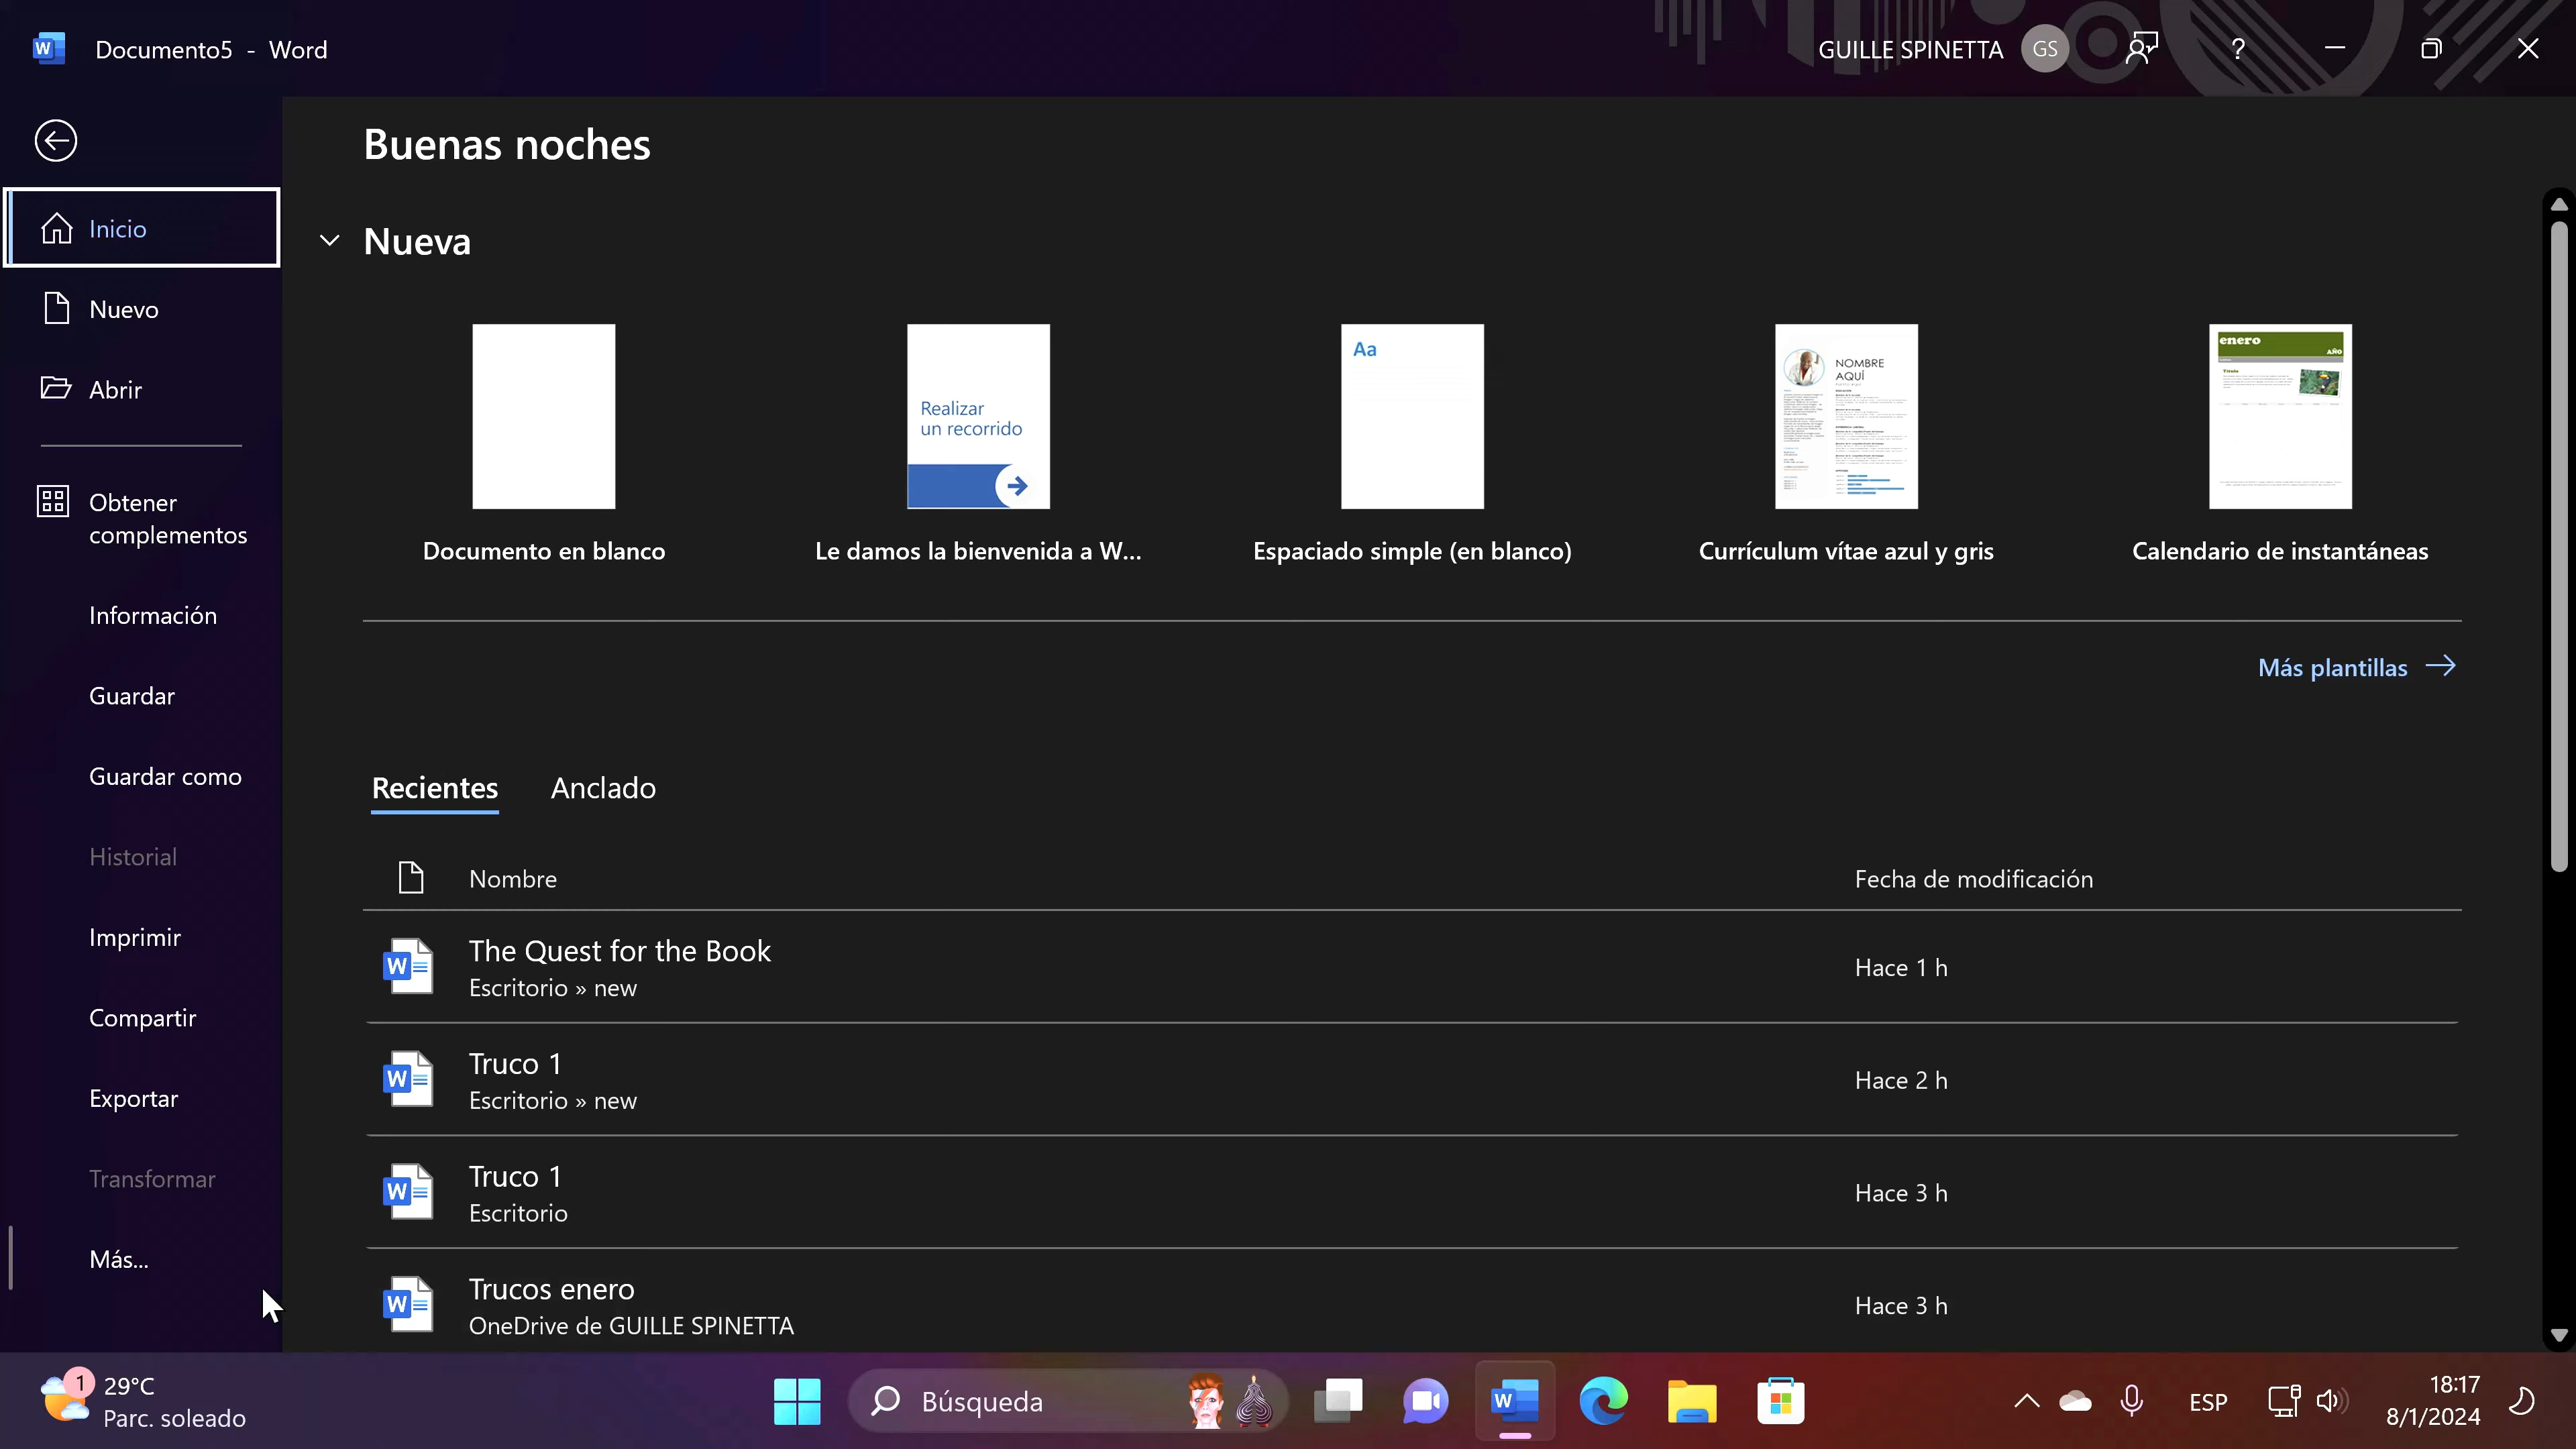 Documento5 - Word
GUILLE SPINETTA
GS
?
Buenas noches
Inicio
Nuevo
Abrir
Obtener
complementos
Información
Guardar
Guardar como
Historial
Imprimir
Compartir
Exportar
Transformar
Más...
Nueva
Realizar
un recorrido
Aa
NOMBRE
AQUÍ
enero
AÑO
Título
Documento en blanco
Le damos la bienvenida a W...
Espaciado simple (en blanco)
Currículum vítae azul y gris
Calendario de instantáneas
Más plantillas
Recientes
Anclado
Nombre
Fecha de modificación
The Quest for the Book
Escritorio » new
Hace 1 h
Truco 1
Escritorio » new
Hace 2 h
Truco 1
Escritorio
Hace 3 h
Trucos enero
OneDrive de GUILLE SPINETTA
Hace 3 h
1
29°C
Parc. soleado
Búsqueda
ESP
18:17
8/1/2024